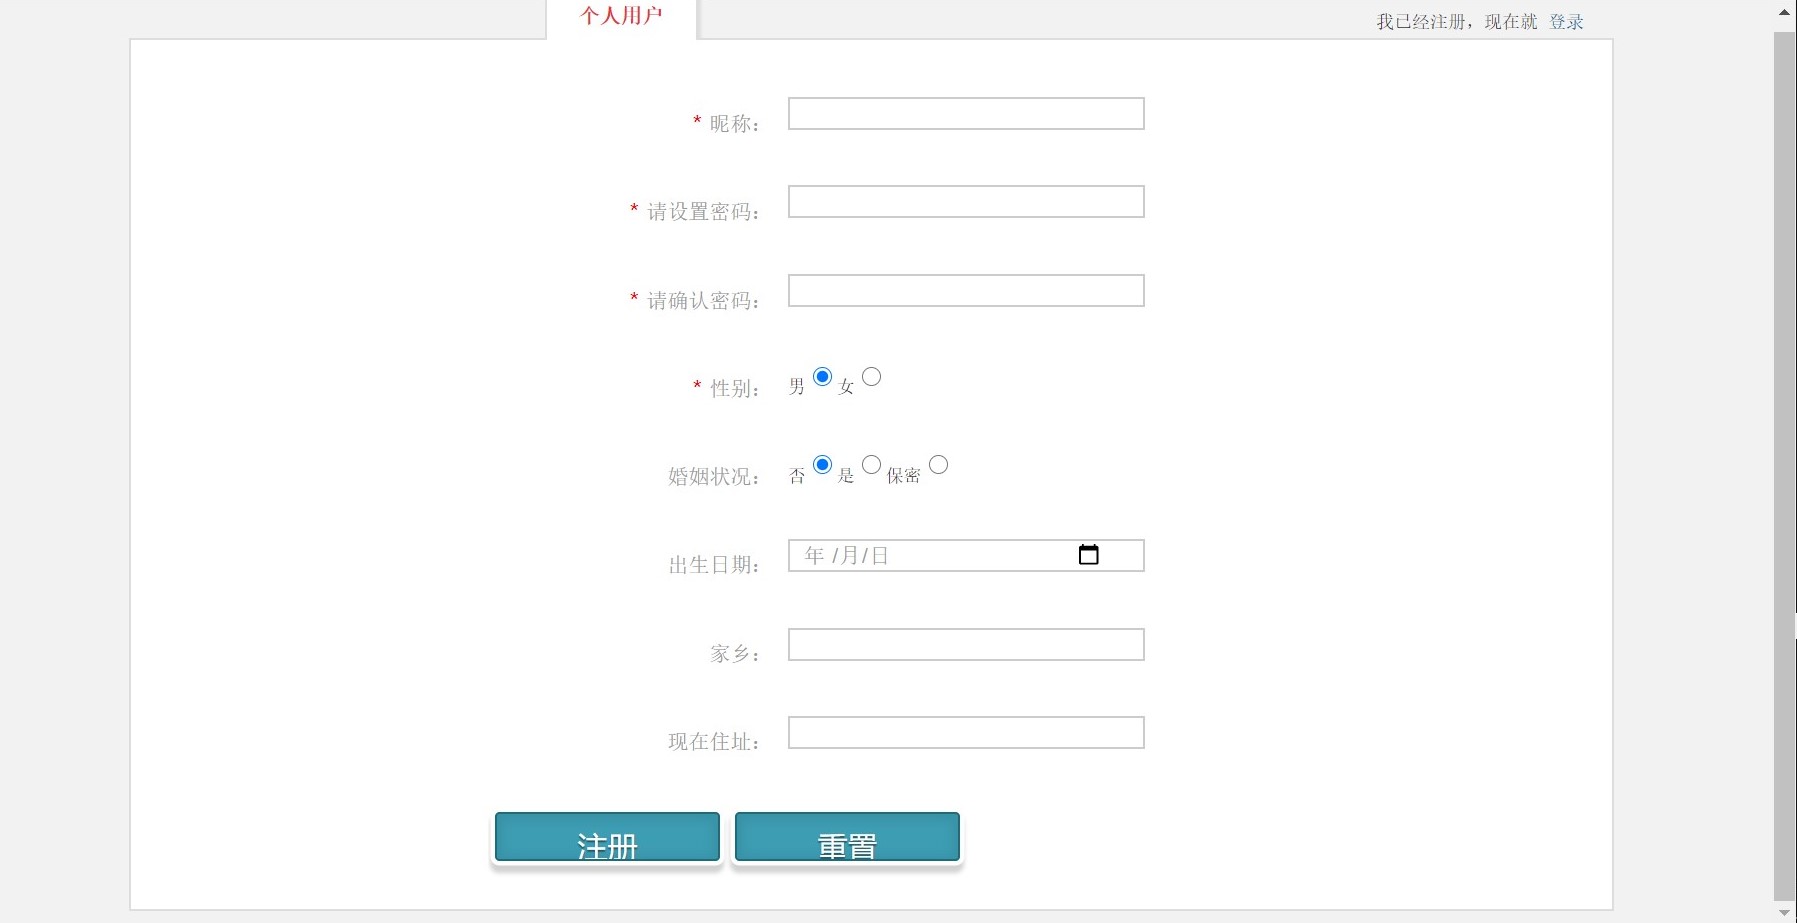 个人用户
我已经注册，现在就 登录
* 昵称：
* 请设置密码：
* 请确认密码：
* 性别： 男 女
婚姻状况： 否 是 保密
出生日期： 年 /月/日
家乡：
现在住址：
注册 重置